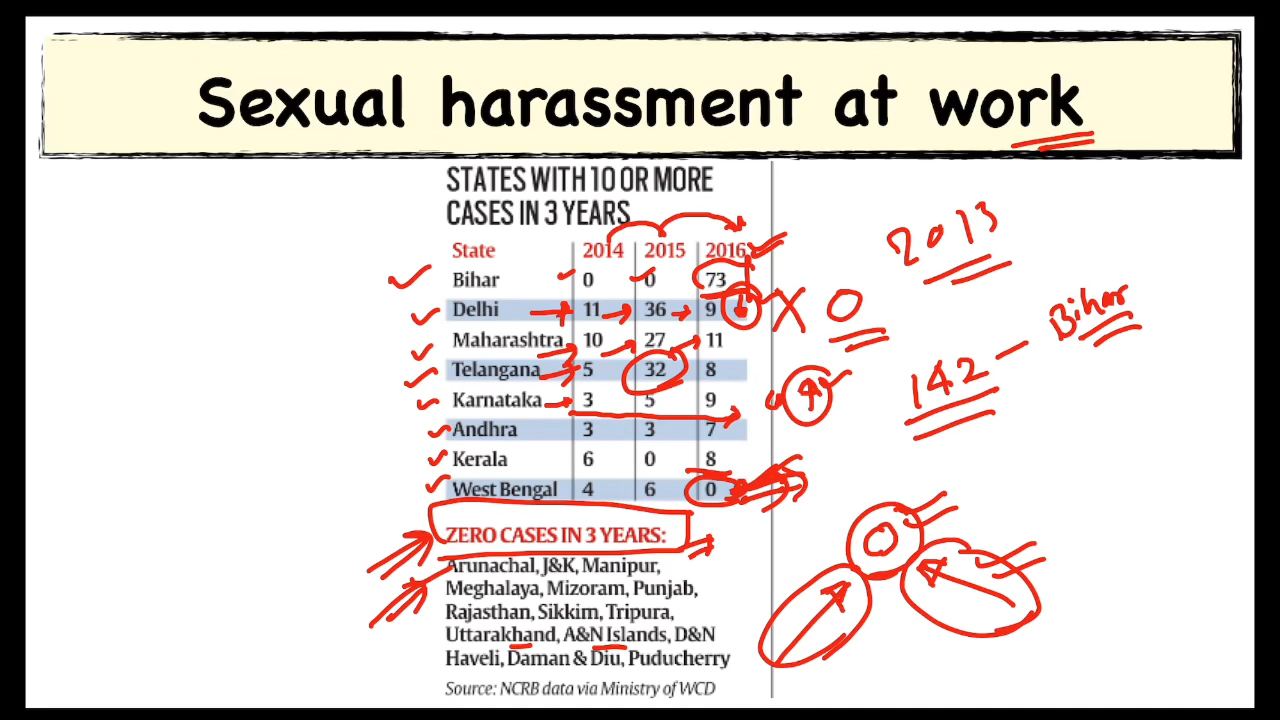 Sexual harassment at work
STATES WITH 10 OR MORE
CASES IN 3 YEARS
State 2014 2015 2016
Bihar 0 0 73
Delhi 11 36 9
Maharashtra 10 27 11
Telangana 5 32 8
Karnataka 3 5 9
Andhra 3 3 7
Kerala 6 0 8
West Bengal 4 6 0
ZERO CASES IN 3 YEARS:
Arunachal, J&K, Manipur,
Meghalaya, Mizoram, Punjab,
Rajasthan, Sikkim, Tripura,
Uttarakhand, A&N Islands, D&N
Haveli, Daman & Diu, Puducherry
Source: NCRB data via Ministry of WCD
2013
X 0
142 - Bihar